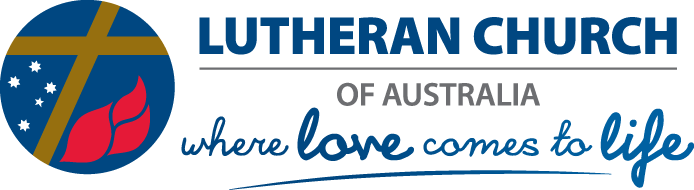 LUTHERAN CHURCH
OF AUSTRALIA
where love comes to life